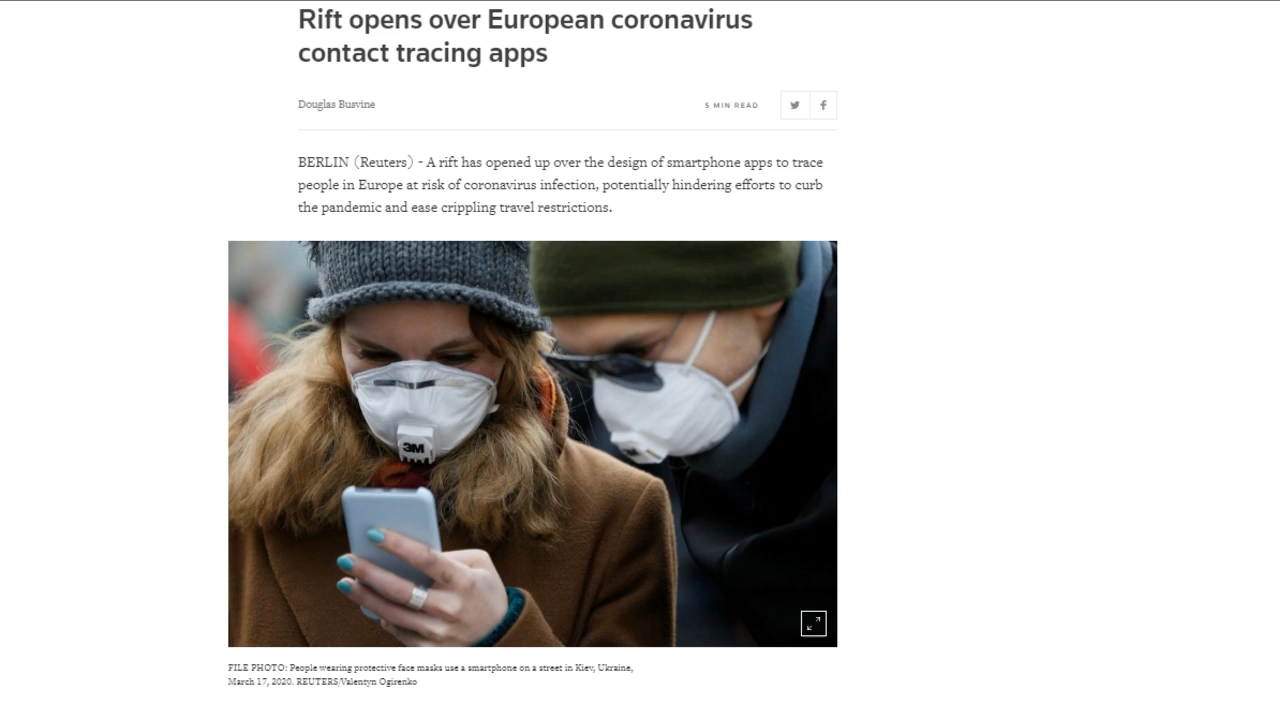 Rift opens over European coronavirus
contact tracing apps
Douglas Busvine
5 MIN READ
BERLIN (Reuters) - A rift has opened up over the design of smartphone apps to trace
people in Europe at risk of coronavirus infection, potentially hindering efforts to curb
the pandemic and ease crippling travel restrictions.
3M
FILE PHOTO: People wearing protective face masks use a smartphone on a street in Kiev, Ukraine,
March 17, 2020. REUTERS/Valentyn Ogirenko